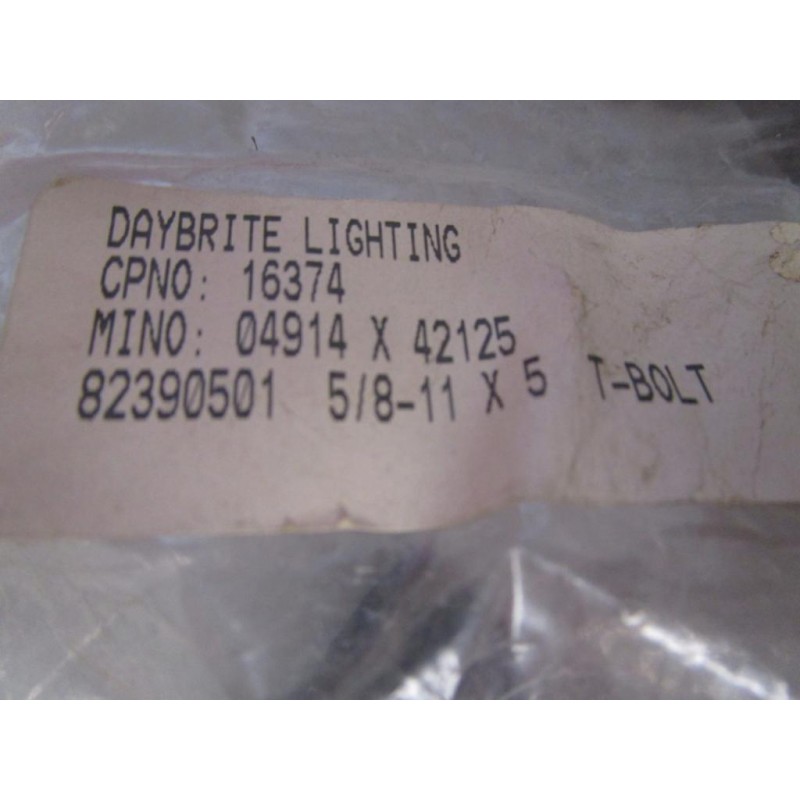 DAYBRITE LIGHTING
CPNO: 16374
MINO: 04914 X 42125
82390501 5/8-11 X 5 T-BOLT